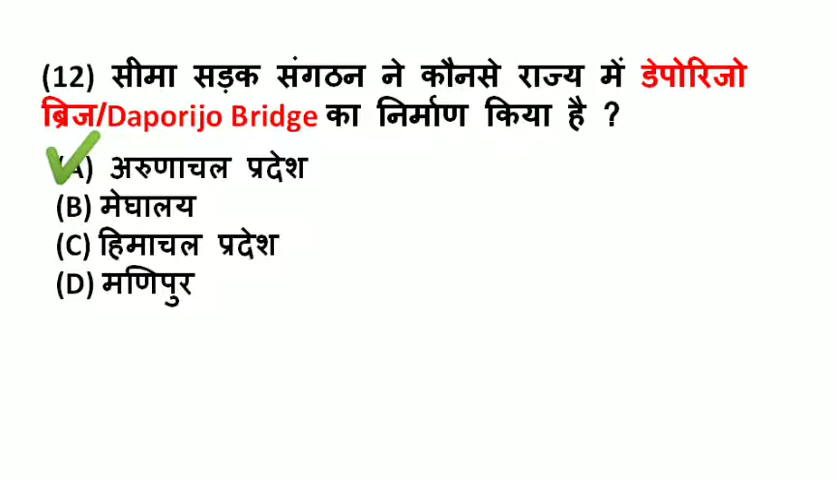 (12) सीमा सड़क संगठन ने कौनसे राज्य में डेपोरिजो
ब्रिज/Daporijo Bridge का निर्माण किया है ?
(A) अरुणाचल प्रदेश
(B) मेघालय
(C) हिमाचल प्रदेश
(D) मणिपुर